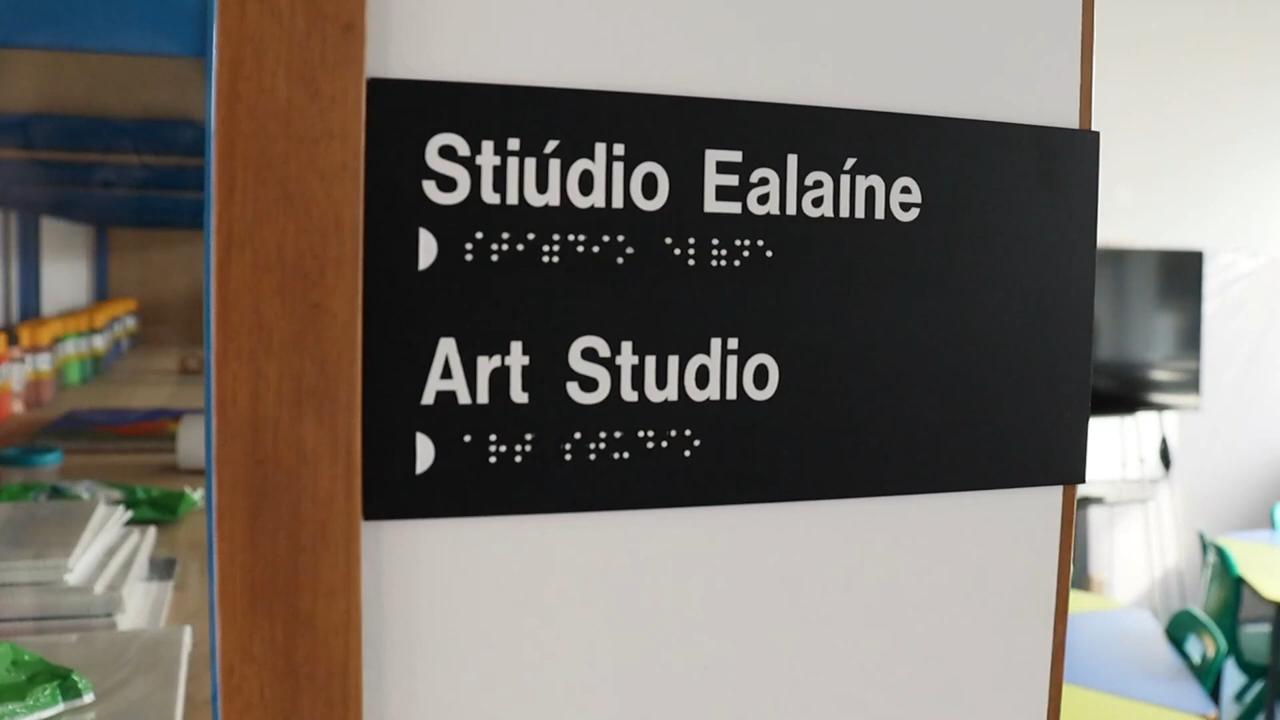 Stiúdio Ealaíne
⠎⠞⠊⠾⠙⠊⠕ ⠑⠇⠷⠝⠑
Art Studio
⠁⠗⠞ ⠎⠞⠥⠙⠊⠕